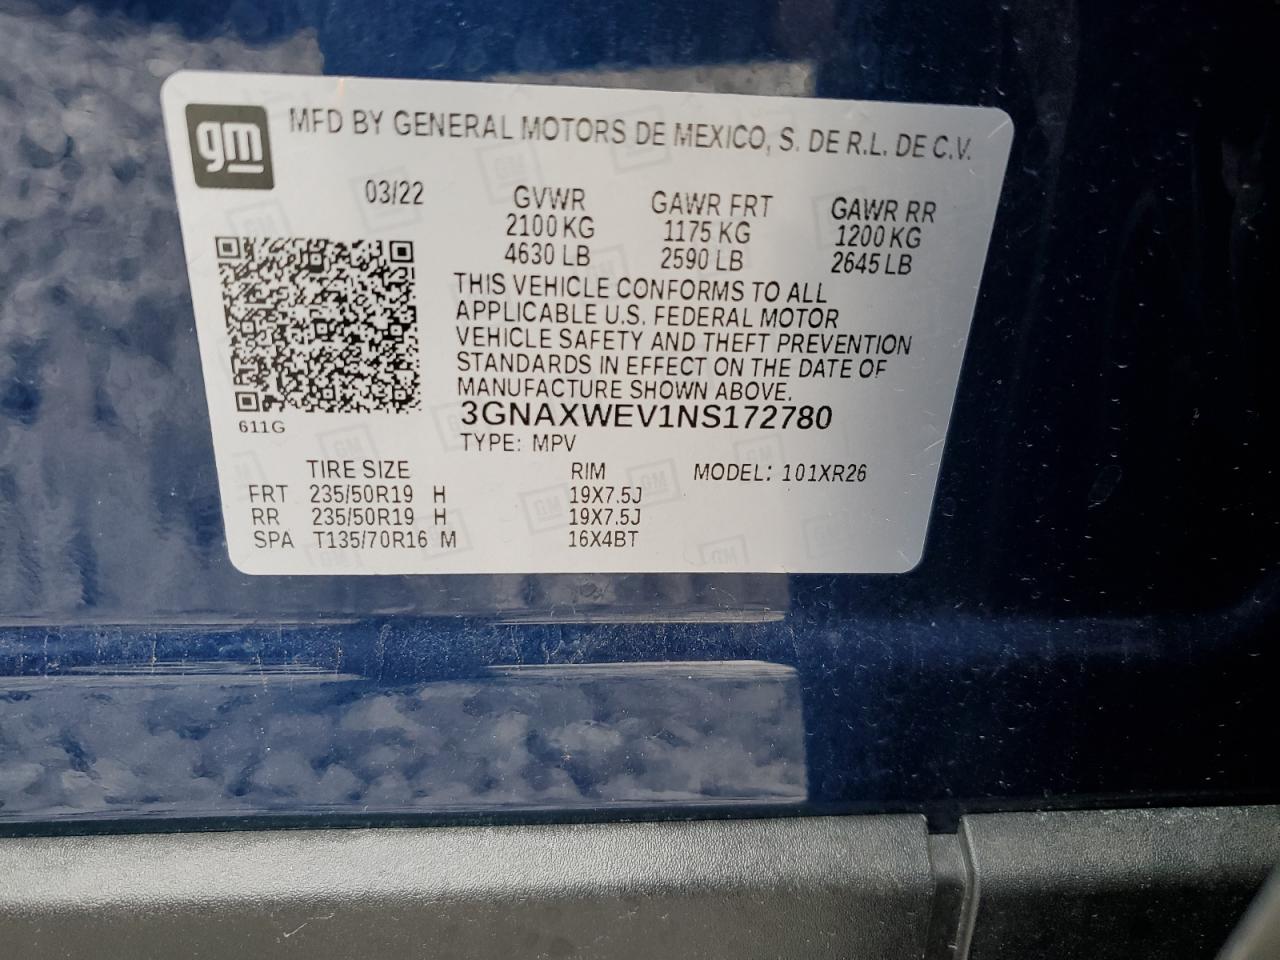 gm
MFD BY GENERAL MOTORS DE MEXICO, S. DE R.L. DE C.V.
03/22 GVWR GAWR FRT GAWR RR
2100 KG 1175 KG 1200 KG
4630 LB 2590 LB 2645 LB
THIS VEHICLE CONFORMS TO ALL
APPLICABLE U.S. FEDERAL MOTOR
VEHICLE SAFETY AND THEFT PREVENTION
STANDARDS IN EFFECT ON THE DATE OF
MANUFACTURE SHOWN ABOVE.
3GNAXWEV1NS172780
611G
TYPE: MPV
TIRE SIZE RIM MODEL: 101XR26
FRT 235/50R19 H 19X7.5J
RR 235/50R19 H 19X7.5J
SPA T135/70R16 M 16X4BT